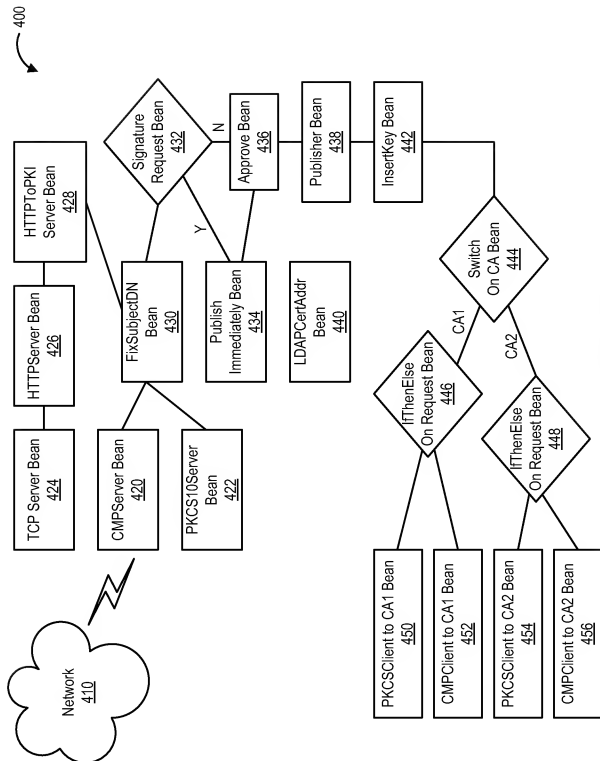 400
TCP Server Bean
424
HTTPServer Bean
426
HTTPToPKI
Server Bean
428
Network
410
CMPServer Bean
420
PKCS10Server
Bean
422
FixSubjectDN
Bean
430
Signature
Request Bean
432
Y
N
Publish
Immediately Bean
434
Approve Bean
436
LDAPCertAddr
Bean
440
Publisher Bean
438
InsertKey Bean
442
Switch
On CA Bean
444
CA1
CA2
IfThenElse
On Request Bean
446
IfThenElse
On Request Bean
448
PKCSClient to CA1 Bean
450
CMPClient to CA1 Bean
452
PKCSClient to CA2 Bean
454
CMPClient to CA2 Bean
456